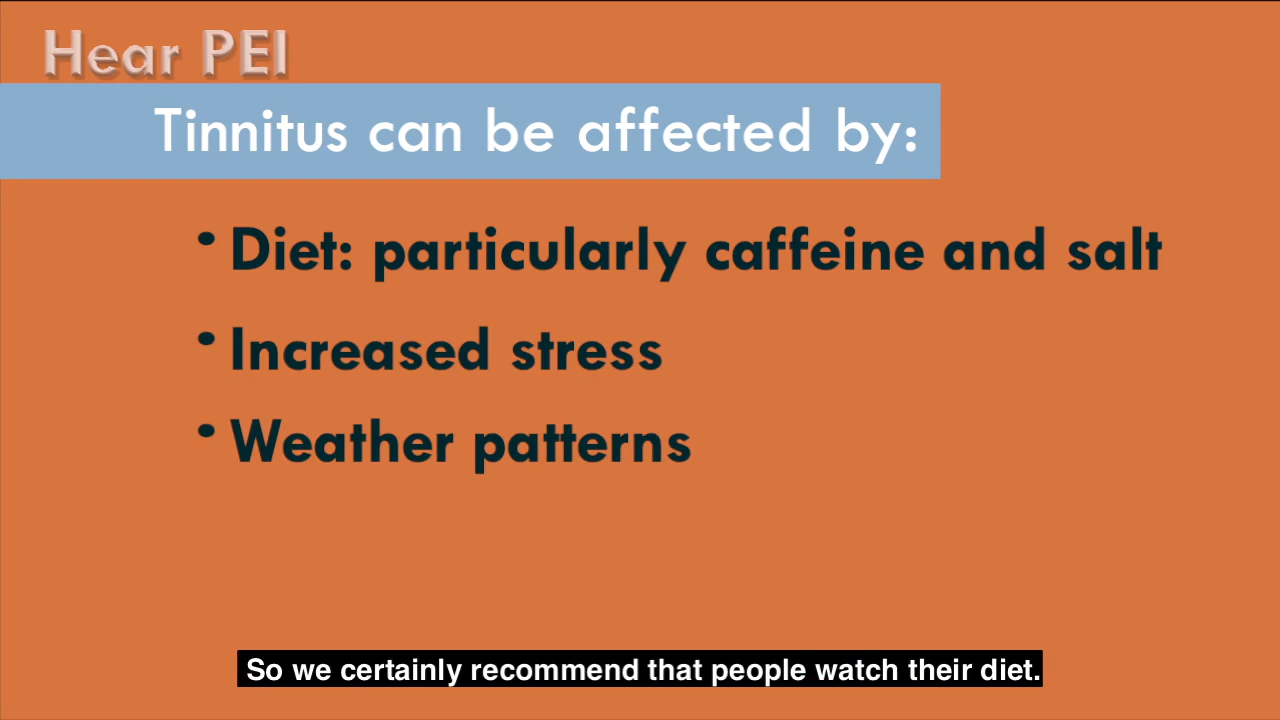 Hear PEI
Tinnitus can be affected by:
• Diet: particularly caffeine and salt
• Increased stress
• Weather patterns
So we certainly recommend that people watch their diet.